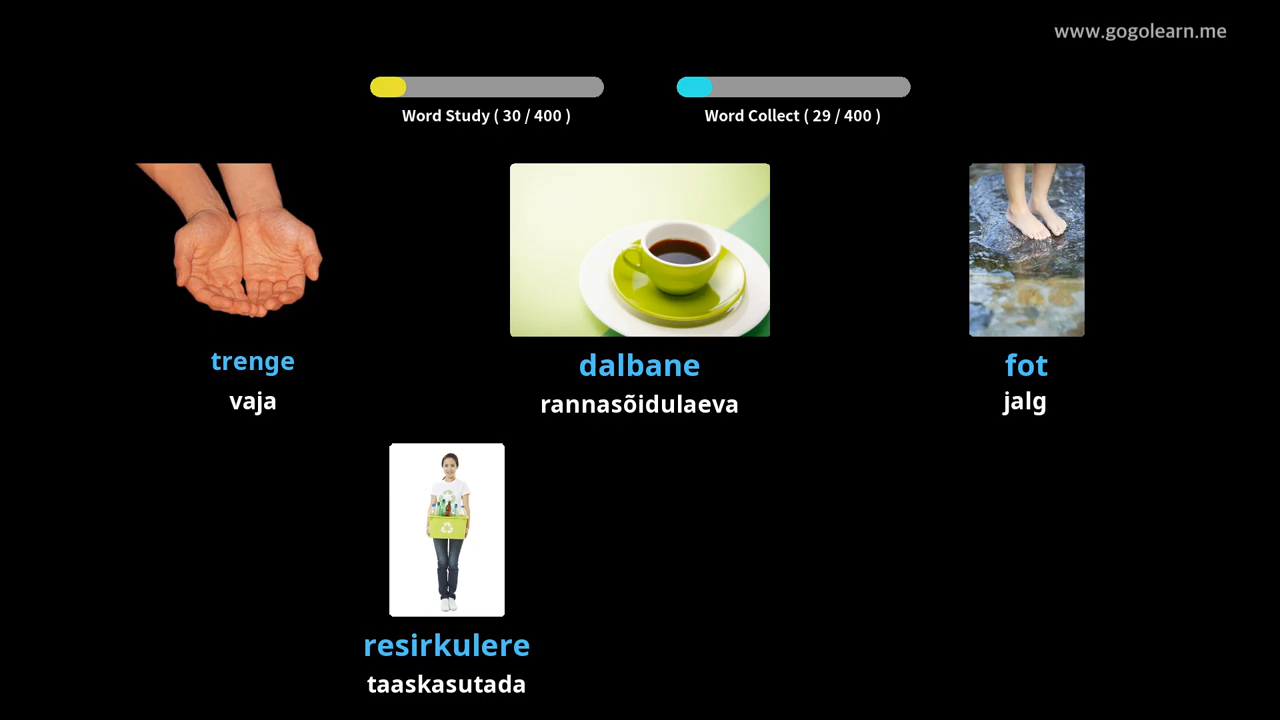 www.gogolearn.me
Word Study ( 30 / 400 )
Word Collect ( 29 / 400 )
trenge
vaja
dalbane
rannasõidulaeva
fot
jalg
resirkulere
taaskasutada